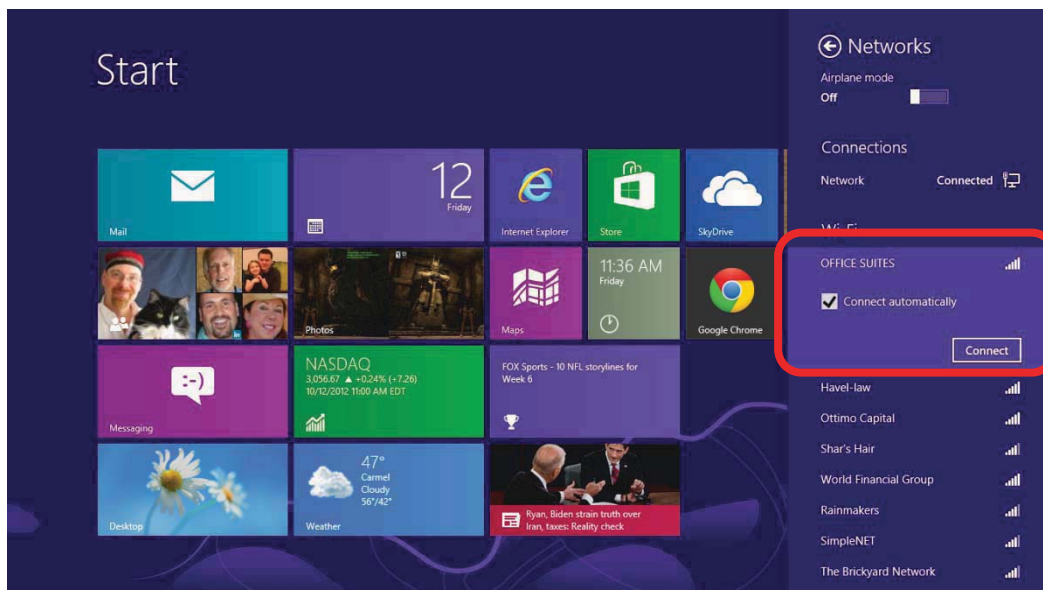 Start
Mail
12
Friday
Internet Explorer
Store
SkyDrive
Photos
Maps
11:36 AM
Friday
Google Chrome
Messaging
NASDAQ
3,056.67 ▲ +0.24% (+7.26)
10/12/2012 11:00 AM EDT
FOX Sports - 10 NFL storylines for
Week 6
Desktop
47°
Carmel
Cloudy
56°/42°
Weather
Ryan, Biden strain truth over
Iran, taxes: Reality check
Networks
Airplane mode
Off
Connections
Network Connected
Wi-Fi
OFFICE SUITES
Connect automatically
Connect
Havel-law
Ottimo Capital
Shar's Hair
World Financial Group
Rainmakers
SimpleNET
The Brickyard Network